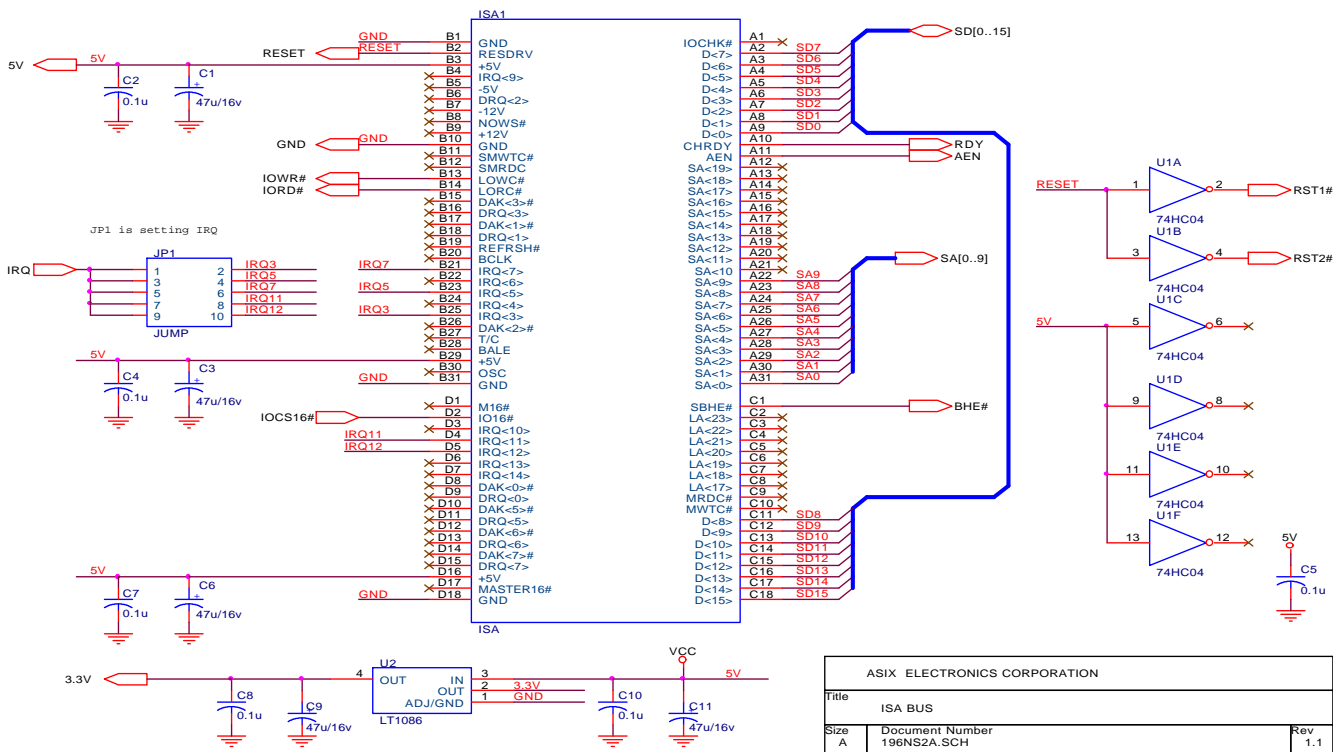 ISA1
GND B1 GND
RESET RESET B2 RESDRV
5V 5V B3 +5V
B4 IRQ<9>
B5 -5V
B6 DRQ<2>
B7 -12V
B8 NOWS#
B9 +12V
GND GND B10 GND
B11 SMWTC#
B12 SMRDC
IOWR# B13 LOWC#
IORD# B14 LORC#
B15 DAK<3>#
B16 DRQ<3>
B17 DAK<1>#
B18 DRQ<1>
B19 REFRSH#
B20 BCLK
IRQ7 B21 IRQ<7>
B22 IRQ<6>
IRQ5 B23 IRQ<5>
B24 IRQ<4>
IRQ3 B25 IRQ<3>
B26 DAK<2>#
B27 T/C
B28 BALE
5V B29 +5V
B30 OSC
GND B31 GND
D1 M16#
IOCS16# D2 IO16#
D3 IRQ<10>
IRQ11 D4 IRQ<11>
IRQ12 D5 IRQ<12>
D6 IRQ<13>
D7 IRQ<14>
D8 DAK<0>#
D9 DRQ<0>
D10 DAK<5>#
D11 DRQ<5>
D12 DAK<6>#
D13 DRQ<6>
D14 DAK<7>#
D15 DRQ<7>
5V D16 +5V
D17 MASTER16#
GND D18 GND
ISA
C2 0.1u
C1 + 47u/16v
JP1 is setting IRQ
JP1
IRQ
1 2 IRQ3
3 4 IRQ5
5 6 IRQ7
7 8 IRQ11
9 10 IRQ12
JUMP
C4 0.1u
C3 + 47u/16v
C7 0.1u
C6 + 47u/16v
IOCHK# A1
D<7> A2 SD7
D<6> A3 SD6
D<5> A4 SD5
D<4> A5 SD4
D<3> A6 SD3
D<2> A7 SD2
D<1> A8 SD1
D<0> A9 SD0
SD[0..15]
CHRDY A10 RDY
AEN A11 AEN
SA<19> A12
SA<18> A13
SA<17> A14
SA<16> A15
SA<15> A16
SA<14> A17
SA<13> A18
SA<12> A19
SA<11> A20
SA<10 A21
SA<9> A22 SA9
SA<8> A23 SA8
SA<7> A24 SA7
SA<6> A25 SA6
SA<5> A26 SA5
SA<4> A27 SA4
SA<3> A28 SA3
SA<2> A29 SA2
SA<1> A30 SA1
SA<0> A31 SA0
SA[0..9]
SBHE# C1 BHE#
LA<23> C2
LA<22> C3
LA<21> C4
LA<20> C5
LA<19> C6
LA<18> C7
LA<17> C8
MRDC# C9
MWTC# C10
D<8> C11 SD8
D<9> C12 SD9
D<10> C13 SD10
D<11> C14 SD11
D<12> C15 SD12
D<13> C16 SD13
D<14> C17 SD14
D<15> C18 SD15
U1A
RESET 1 2 RST1#
74HC04
U1B
3 4 RST2#
74HC04
U1C
5V 5 6
74HC04
U1D
9 8
74HC04
U1E
11 10
74HC04
U1F
13 12
74HC04
5V
C5
0.1u
3.3V
C8 0.1u
C9 + 47u/16v
U2
4 OUT IN 3
OUT 2 3.3V
ADJ/GND 1 GND
LT1086
VCC
5V
C10 0.1u
C11 + 47u/16v
ASIX ELECTRONICS CORPORATION
Title
ISA BUS
Size Document Number Rev
A 196NS2A.SCH 1.1